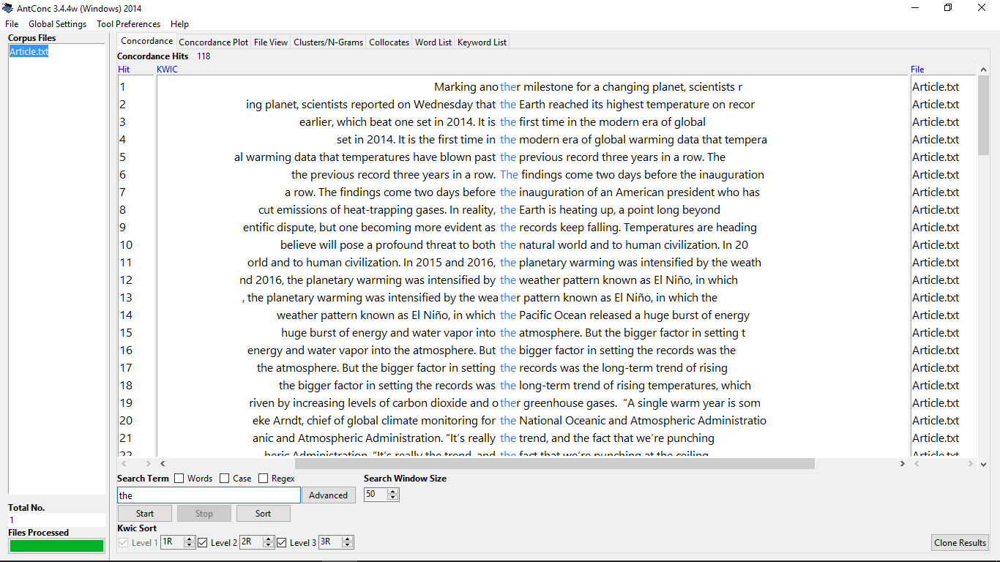 AntConc 3.4.4w (Windows) 2014
File Global Settings Tool Preferences Help
Corpus Files
Article.txt
Total No.
1
Files Processed
Concordance Concordance Plot File View Clusters/N-Grams Collocates Word List Keyword List
Concordance Hits 118
Hit KWIC File
1 Marking another milestone for a changing planet, scientists r Article.txt
2 ing planet, scientists reported on Wednesday that the Earth reached its highest temperature on recor Article.txt
3 earlier, which beat one set in 2014. It is the first time in the modern era of global Article.txt
4 set in 2014. It is the first time in the modern era of global warming data that tempera Article.txt
5 al warming data that temperatures have blown past the previous record three years in a row. The Article.txt
6 the previous record three years in a row. The findings come two days before the inauguration Article.txt
7 a row. The findings come two days before the inauguration of an American president who has Article.txt
8 cut emissions of heat-trapping gases. In reality, the Earth is heating up, a point long beyond Article.txt
9 entific dispute, but one becoming more evident as the records keep falling. Temperatures are heading Article.txt
10 believe will pose a profound threat to both the natural world and to human civilization. In 20 Article.txt
11 orld and to human civilization. In 2015 and 2016, the planetary warming was intensified by the weath Article.txt
12 nd 2016, the planetary warming was intensified by the weather pattern known as El Niño, in which Article.txt
13 , the planetary warming was intensified by the weather pattern known as El Niño, in which the Article.txt
14 weather pattern known as El Niño, in which the Pacific Ocean released a huge burst of energy Article.txt
15 huge burst of energy and water vapor into the atmosphere. But the bigger factor in setting t Article.txt
16 energy and water vapor into the atmosphere. But the bigger factor in setting the records was the Article.txt
17 the atmosphere. But the bigger factor in setting the records was the long-term trend of rising Article.txt
18 the bigger factor in setting the records was the long-term trend of rising temperatures, which Article.txt
19 riven by increasing levels of carbon dioxide and other greenhouse gases. “A single warm year is som Article.txt
20 eke Arndt, chief of global climate monitoring for the National Oceanic and Atmospheric Administratio Article.txt
21 anic and Atmospheric Administration. “It’s really the trend, and the fact that we’re punching Article.txt
22 heric Administration. “It’s really the trend, and the fact that we’re punching at the ceiling Article.txt
Search Term Words Case Regex Search Window Size
the Advanced 50
Start Stop Sort
Kwic Sort
Level 1 1R Level 2 2R Level 3 3R Clone Results